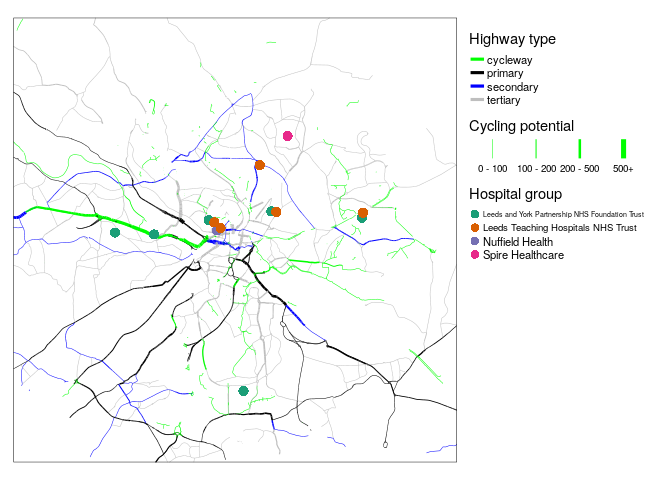 Highway type
cycleway
primary
secondary
tertiary
Cycling potential
0 - 100 100 - 200 200 - 500 500+
Hospital group
Leeds and York Partnership NHS Foundation Trust
Leeds Teaching Hospitals NHS Trust
Nuffield Health
Spire Healthcare